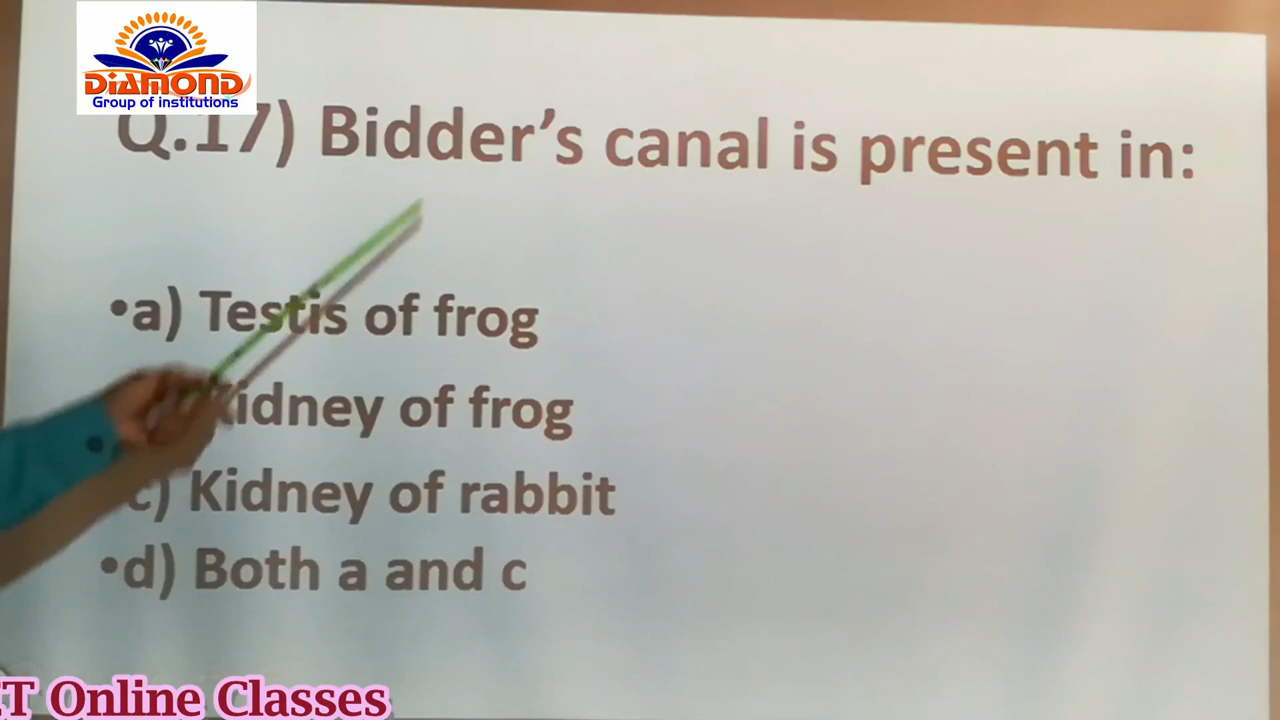 DIAMOND
Group of institutions
Q.17) Bidder's canal is present in:
•a) Testis of frog
Kidney of frog
c) Kidney of rabbit
•d) Both a and c
Online Classes